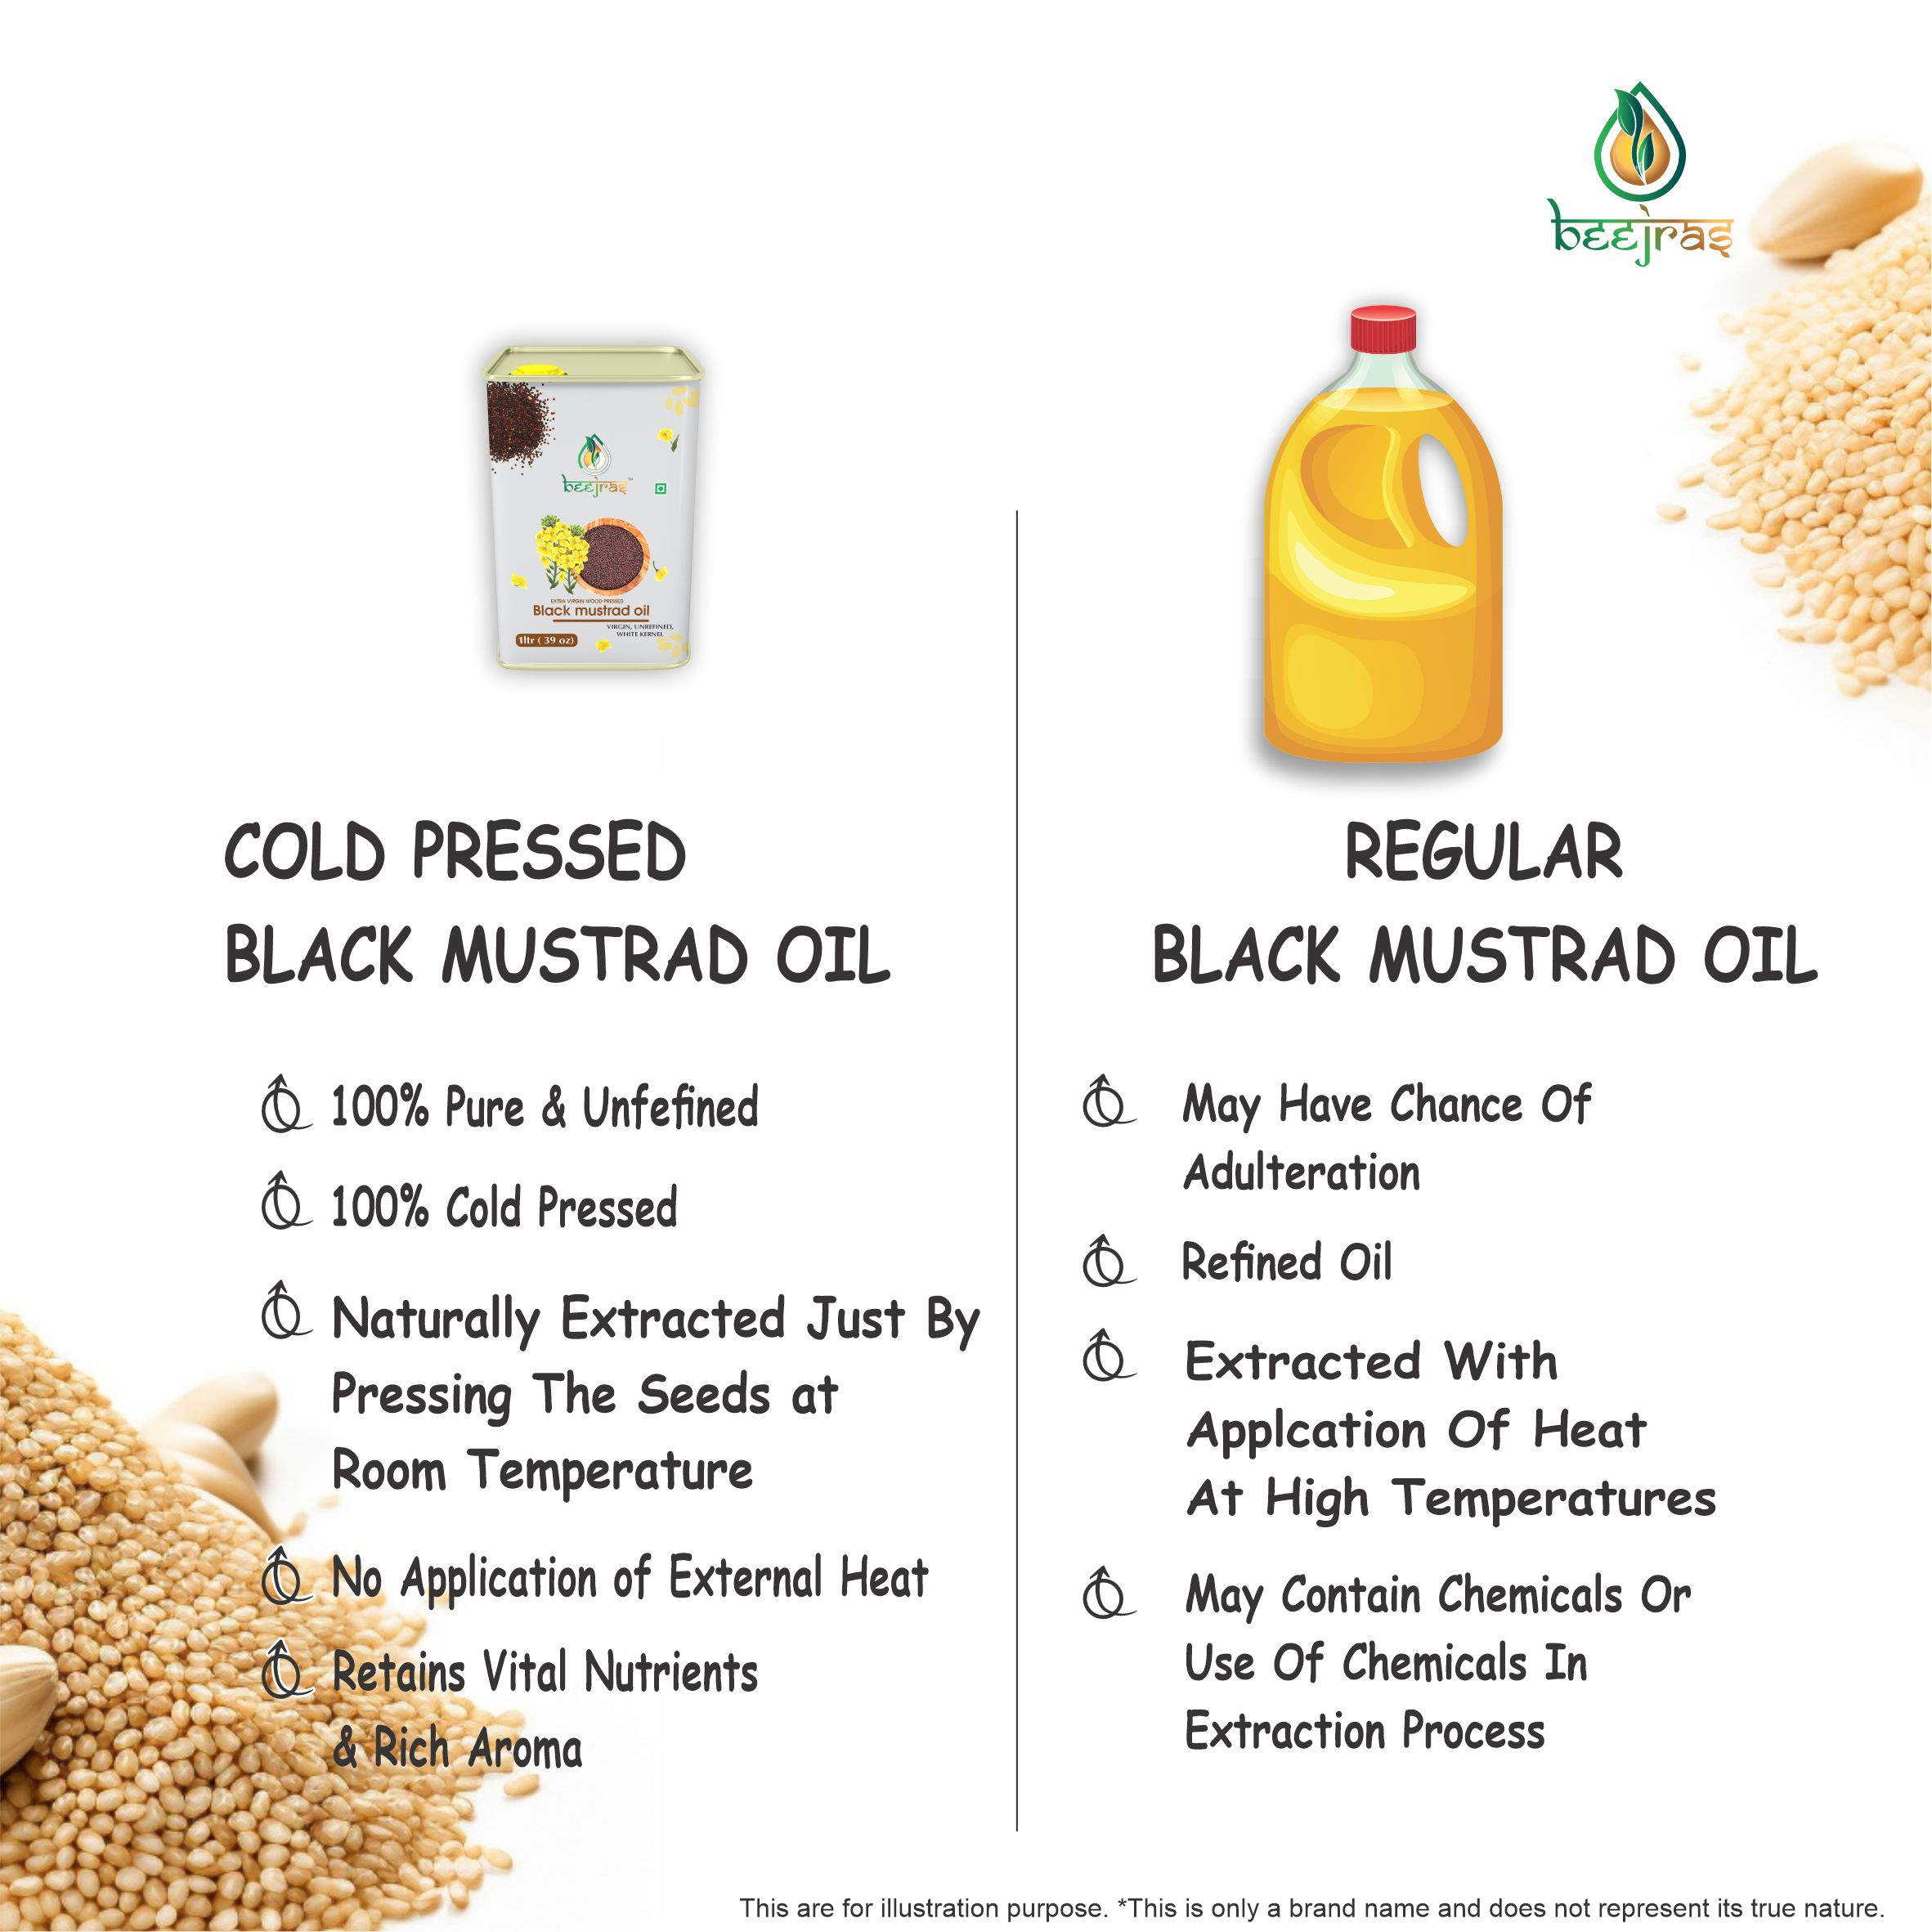 beejras
beejras
EXTRA VIRGIN WOOD PRESSED
Black mustrad oil
VIRGIN, UNREFINED,
WHITE KERNEL
1ltr ( 39 oz)
COLD PRESSED
BLACK MUSTRAD OIL
100% Pure & Unfefined
100% Cold Pressed
Naturally Extracted Just By
Pressing The Seeds at
Room Temperature
No Application of External Heat
Retains Vital Nutrients
& Rich Aroma
REGULAR
BLACK MUSTRAD OIL
May Have Chance Of
Adulteration
Refined Oil
Extracted With
Applcation Of Heat
At High Temperatures
May Contain Chemicals Or
Use Of Chemicals In
Extraction Process
This are for illustration purpose. *This is only a brand name and does not represent its true nature.